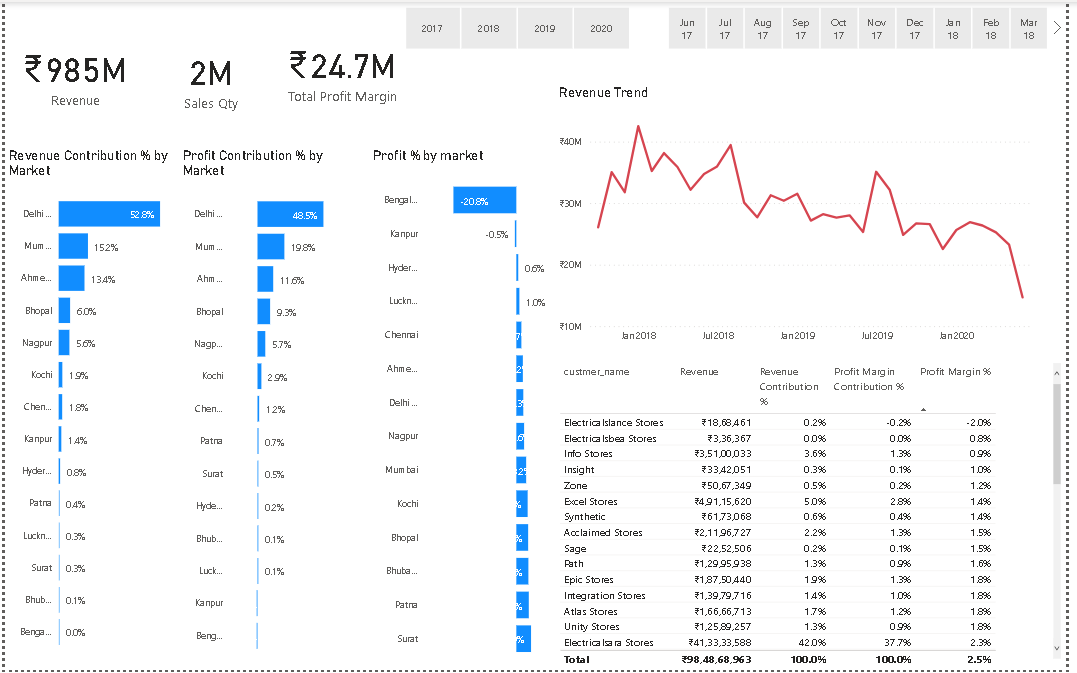 2017 2018 2019 2020
Jun 17 Jul 17 Aug 17 Sep 17 Oct 17 Nov 17 Dec 17 Jan 18 Feb 18 Mar 18
₹985M
Revenue
2M
Sales Qty
₹24.7M
Total Profit Margin
Revenue Contribution % by
Market
Delhi ... 52.8%
Mum... 15.2%
Ahme... 13.4%
Bhopal 6.0%
Nagpur 5.6%
Kochi 1.9%
Chen... 1.8%
Kanpur 1.4%
Hyder... 0.8%
Patna 0.4%
Luckn... 0.3%
Surat 0.3%
Bhub... 0.1%
Benga... 0.0%
Profit Contribution % by
Market
Delhi ... 48.5%
Mum... 19.8%
Ahm... 11.6%
Bhopal 9.3%
Nagp... 5.7%
Kochi 2.9%
Chen... 1.2%
Patna 0.7%
Surat 0.5%
Hyde... 0.2%
Bhub... 0.1%
Luck... 0.1%
Kanpur
Beng...
Profit % by market
Bengal... -20.8%
Kanpur -0.5%
Hyder... 0.6%
Luckn... 1.0%
Chennai
Ahme...
Delhi ...
Nagpur
Mumbai
Kochi %
Bhopal %
Bhuba... %
Patna %
Surat %
Revenue Trend
₹40M
₹30M
₹20M
₹10M
Jan 2018 Jul 2018 Jan 2019 Jul 2019 Jan 2020
custmer_name Revenue Revenue Contribution % Profit Margin Contribution % Profit Margin %
Electricalslance Stores ₹18,68,461 0.2% -0.2% -2.0%
Electricalsbea Stores ₹3,36,367 0.0% 0.0% 0.8%
Info Stores ₹3,51,00,033 3.6% 1.3% 0.9%
Insight ₹33,42,051 0.3% 0.1% 1.0%
Zone ₹50,67,349 0.5% 0.2% 1.2%
Excel Stores ₹4,91,15,620 5.0% 2.8% 1.4%
Synthetic ₹61,73,068 0.6% 0.4% 1.4%
Acclaimed Stores ₹2,11,96,727 2.2% 1.3% 1.5%
Sage ₹22,52,506 0.2% 0.1% 1.5%
Path ₹1,29,95,938 1.3% 0.9% 1.6%
Epic Stores ₹1,87,50,440 1.9% 1.3% 1.8%
Integration Stores ₹1,39,79,716 1.4% 1.0% 1.8%
Atlas Stores ₹1,66,66,713 1.7% 1.2% 1.8%
Unity Stores ₹1,25,89,257 1.3% 0.9% 1.8%
Electricalsara Stores ₹41,33,33,588 42.0% 37.7% 2.3%
Total ₹98,48,68,963 100.0% 100.0% 2.5%